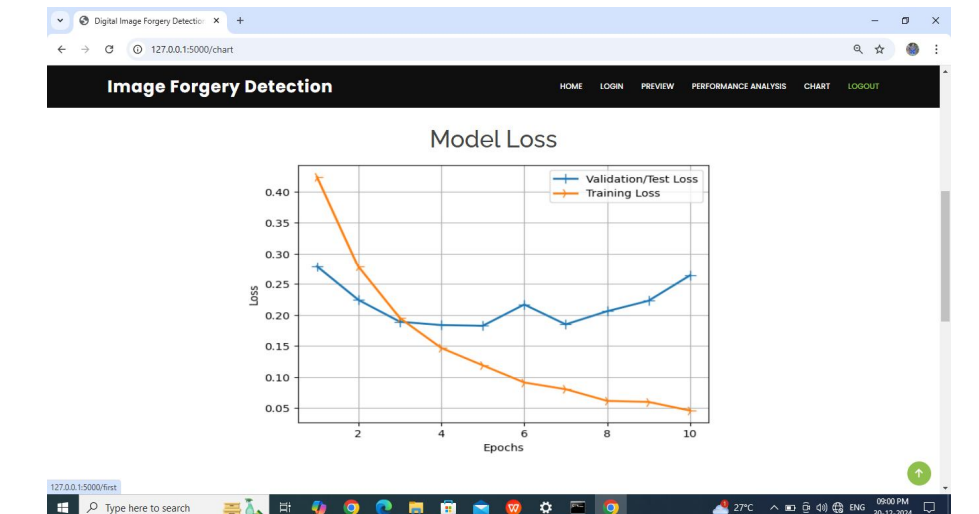 Digital Image Forgery Detection
127.0.0.1:5000/chart
Image Forgery Detection
HOME LOGIN PREVIEW PERFORMANCE ANALYSIS CHART LOGOUT
Model Loss
Validation/Test Loss
Training Loss
0.40
0.35
0.30
0.25
0.20
0.15
0.10
0.05
Loss
2 4 6 8 10
Epochs
127.0.0.1:5000/first
Type here to search
27°C
ENG
09:00 PM
30-12-2024